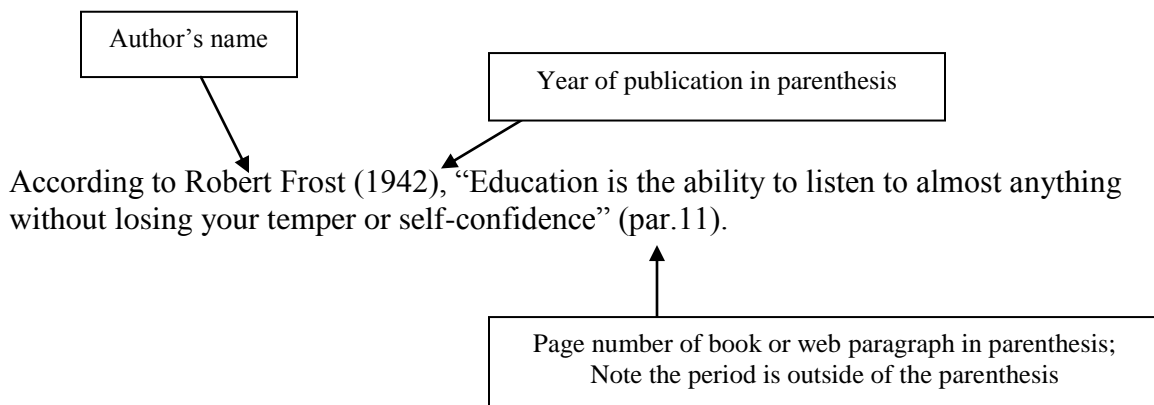 Author’s name
Year of publication in parenthesis
According to Robert Frost (1942), “Education is the ability to listen to almost anything
without losing your temper or self-confidence” (par.11).
Page number of book or web paragraph in parenthesis;
Note the period is outside of the parenthesis